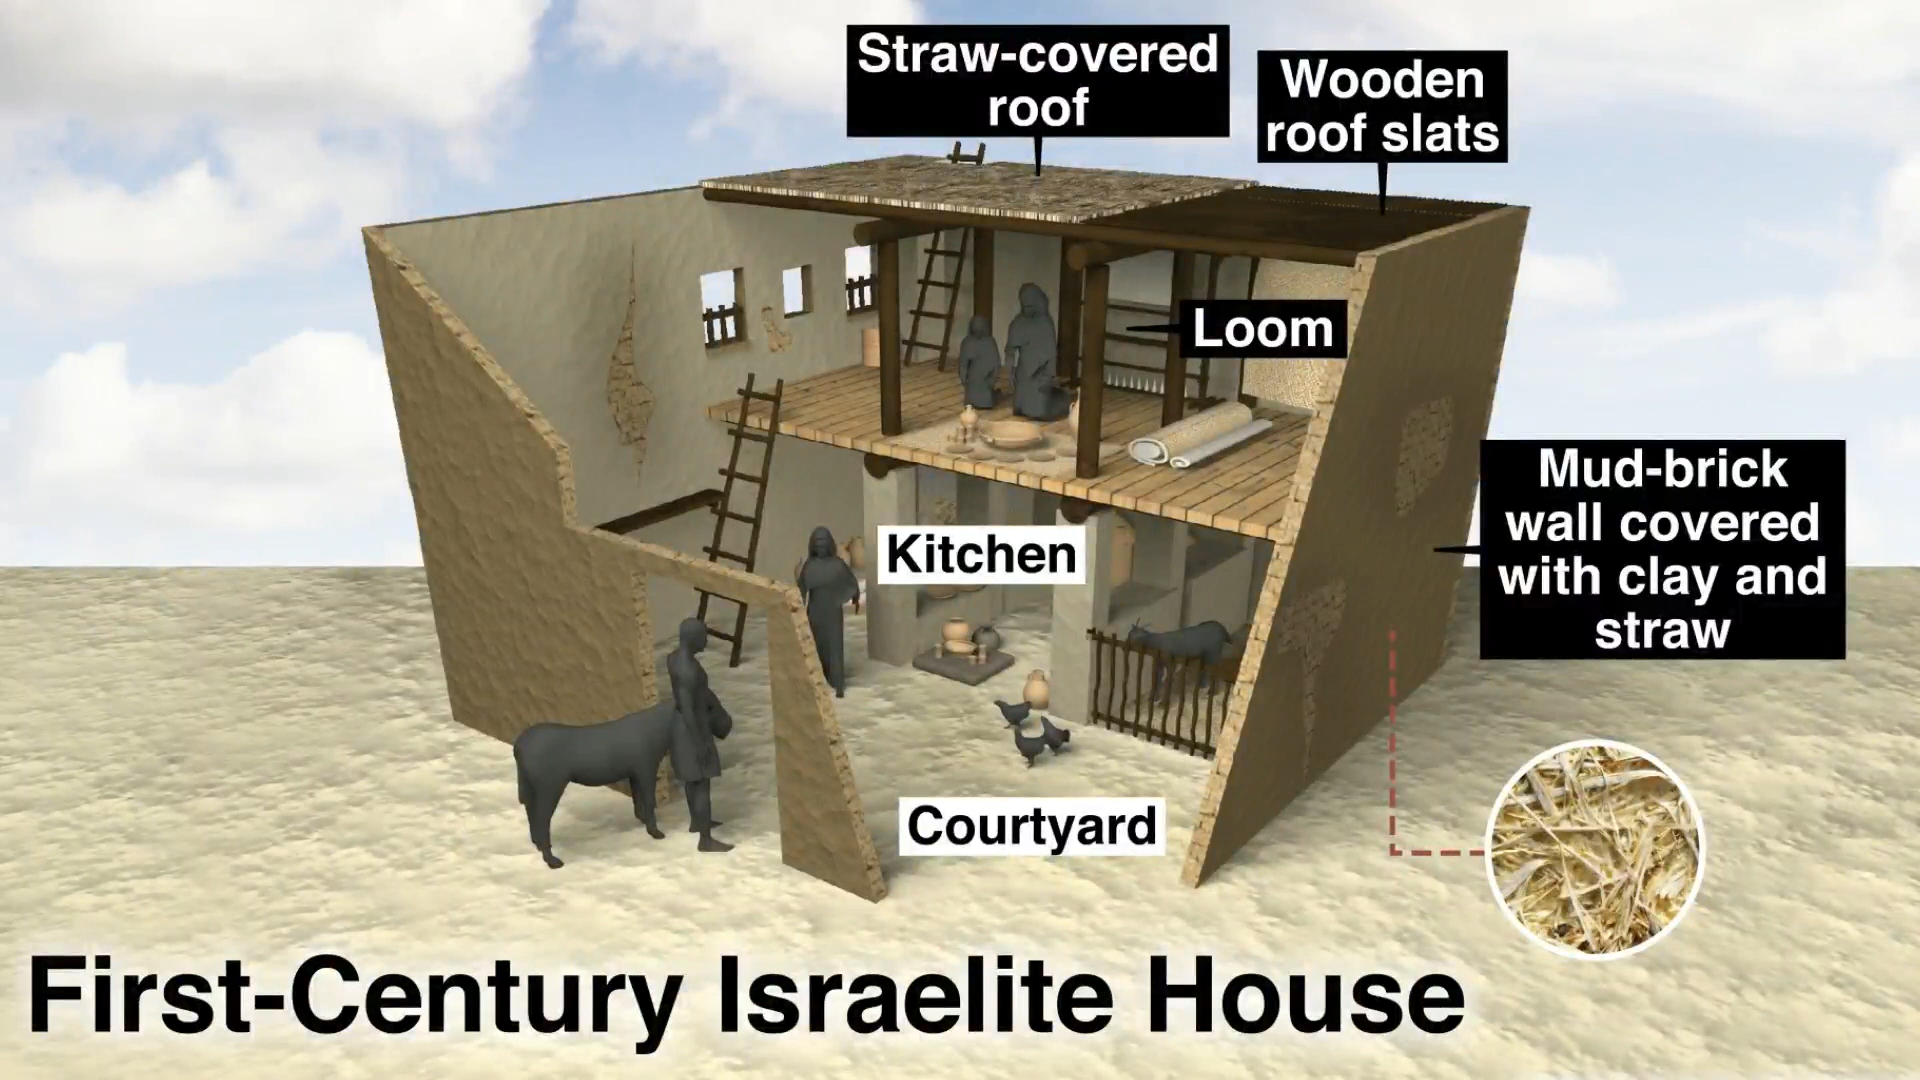 Straw-covered
roof
Wooden
roof slats
Loom
Mud-brick
wall covered
with clay and
straw
Kitchen
Courtyard
First-Century Israelite House